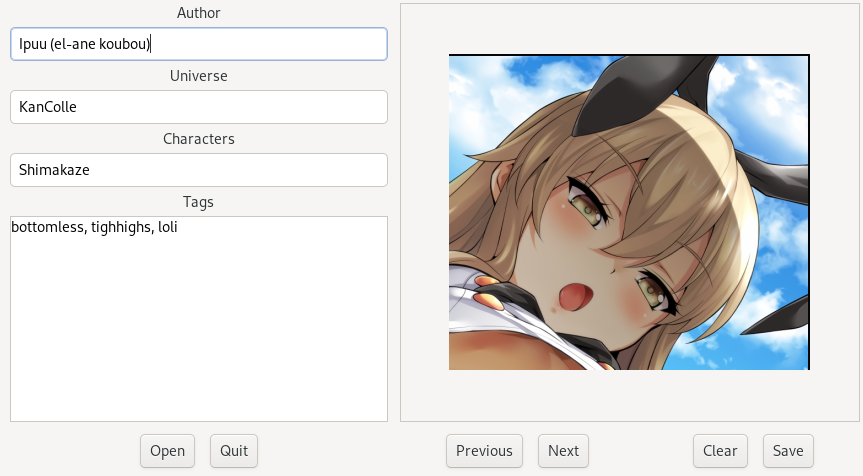 Author
Ipuu (el-ane koubou)
Universe
KanColle
Characters
Shimakaze
Tags
bottomless, tighhighs, loli
Open
Quit
Previous
Next
Clear
Save